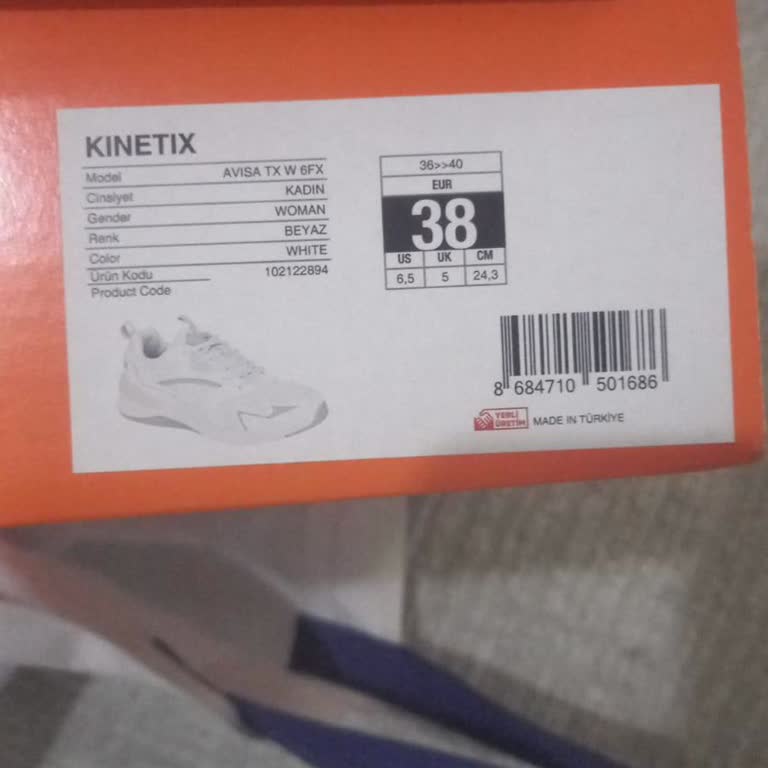 KINETIX
Model AVISA TX W 6FX
Cinsiyet KADIN
Gender WOMAN
Renk BEYAZ
Color WHITE
Ürün Kodu 102122894
Product Code
36>>40
EUR
38
US UK CM
6,5 5 24,3
8 684710 501686
YERLİ
ÜRETİM
MADE IN TÜRKİYE